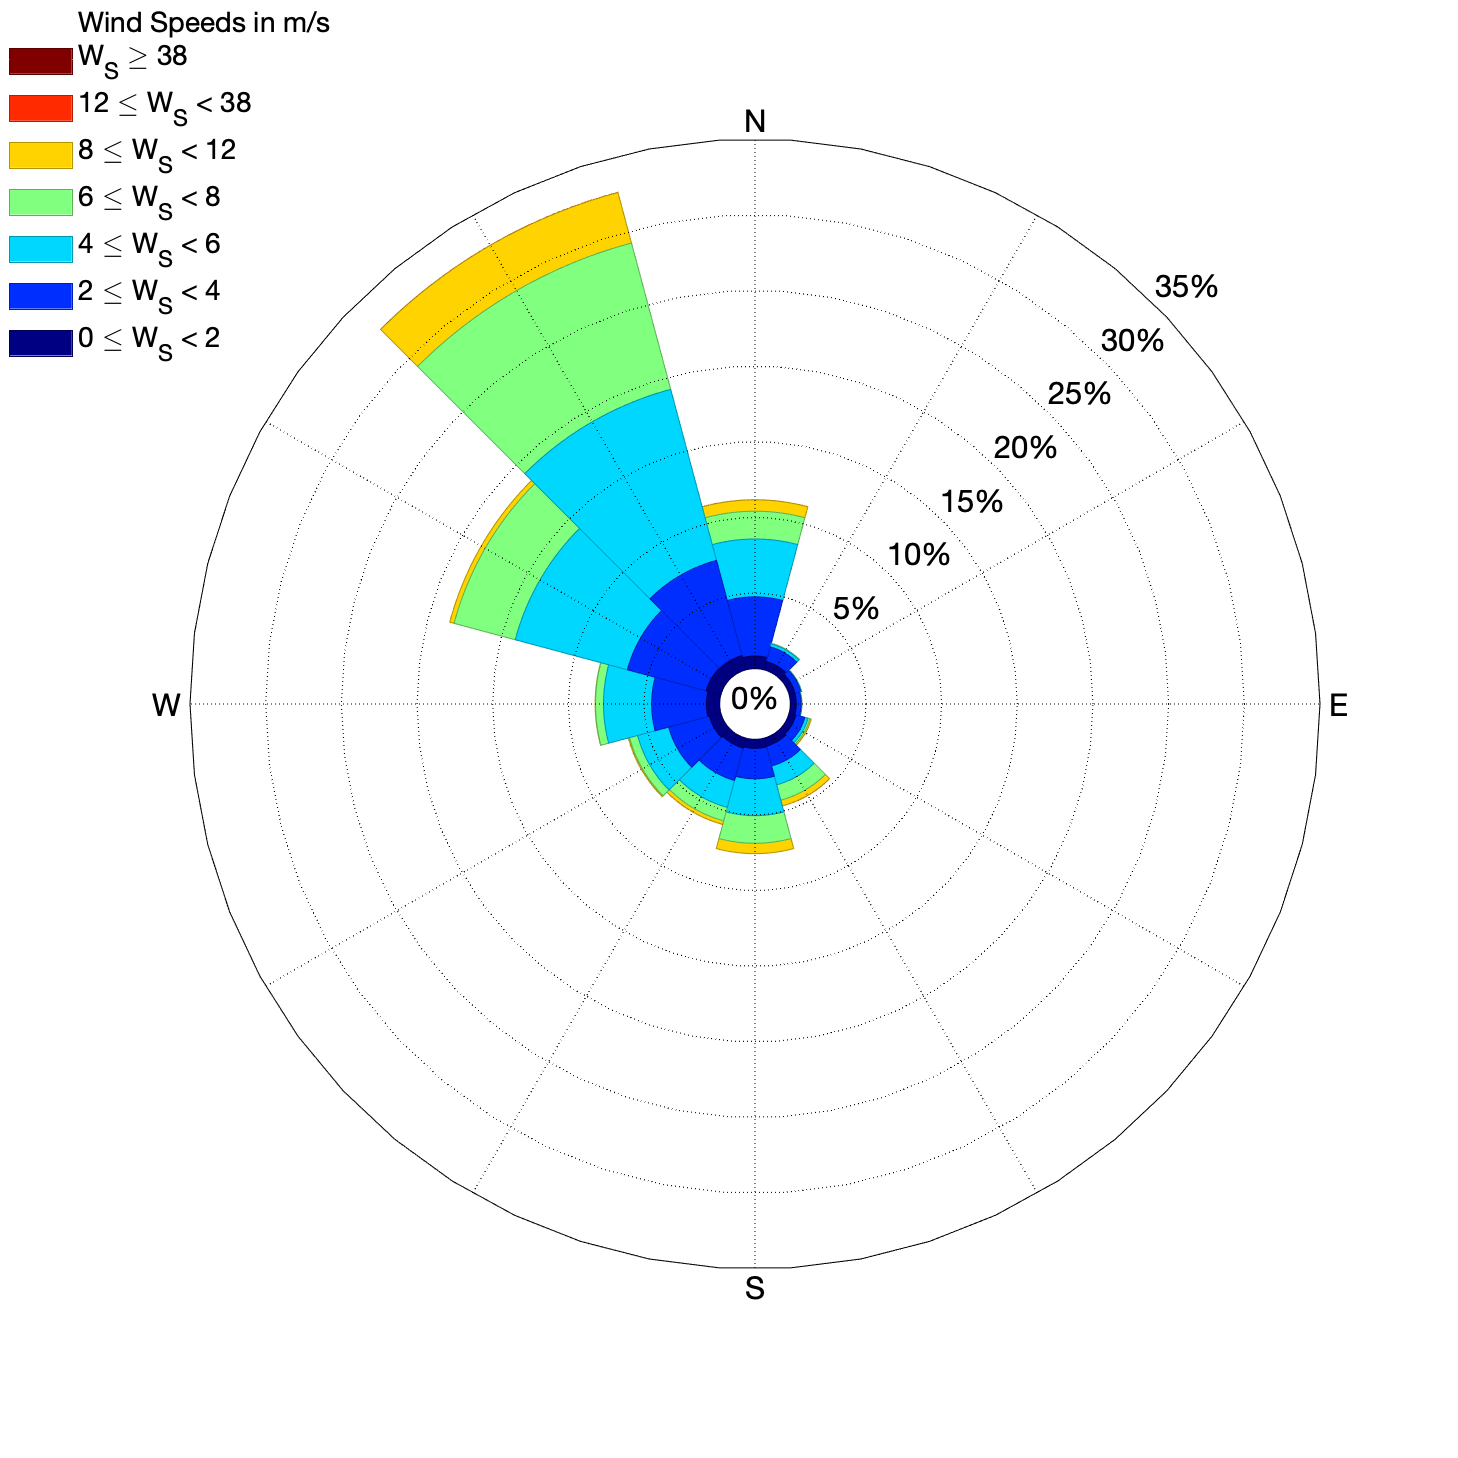 Wind Speeds in m/s
W_S ≥ 38
12 ≤ W_S < 38
8 ≤ W_S < 12
6 ≤ W_S < 8
4 ≤ W_S < 6
2 ≤ W_S < 4
0 ≤ W_S < 2
N
35%
30%
25%
20%
15%
10%
5%
0%
W
E
S